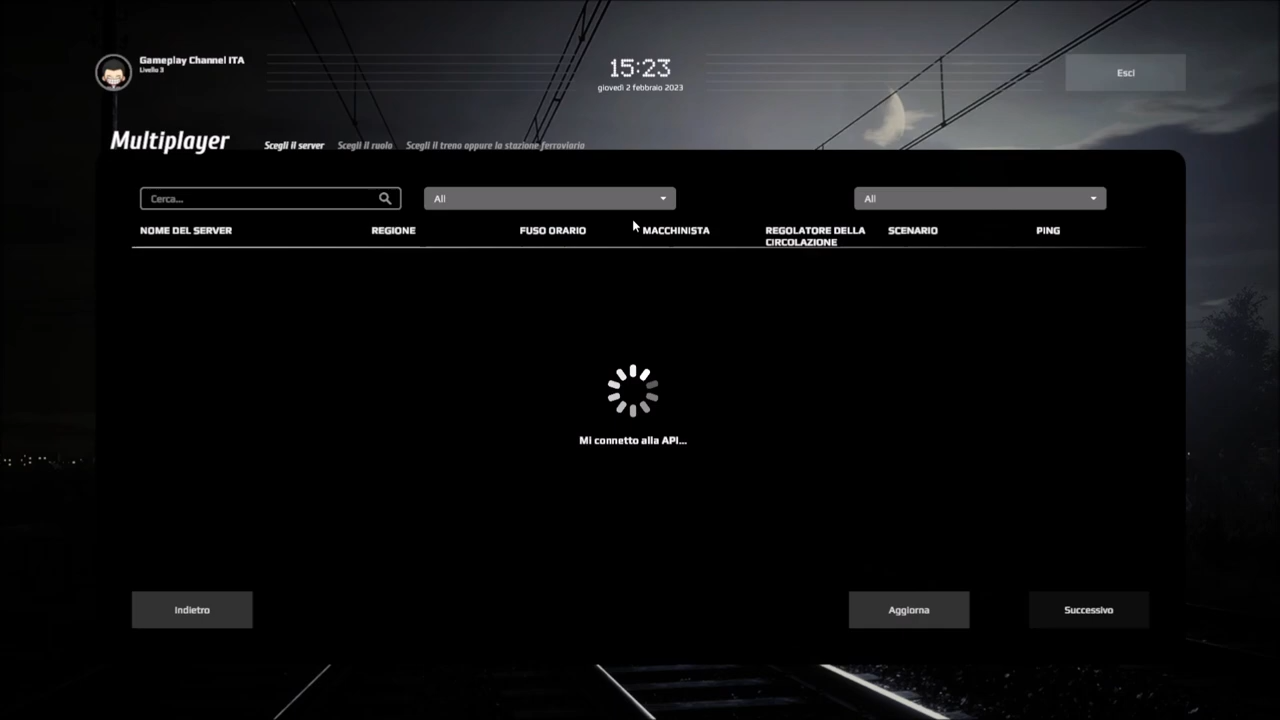 Gameplay Channel ITA
Livello 3
15:23
giovedì 2 febbraio 2023
Esci
Multiplayer
Scegli il server
Scegli il ruolo
Scegli il treno oppure la stazione ferroviaria
Cerca...
All
All
NOME DEL SERVER
REGIONE
FUSO ORARIO
MACCHINISTA
REGOLATORE DELLA
CIRCOLAZIONE
SCENARIO
PING
Mi connetto alla API...
Indietro
Aggiorna
Successivo